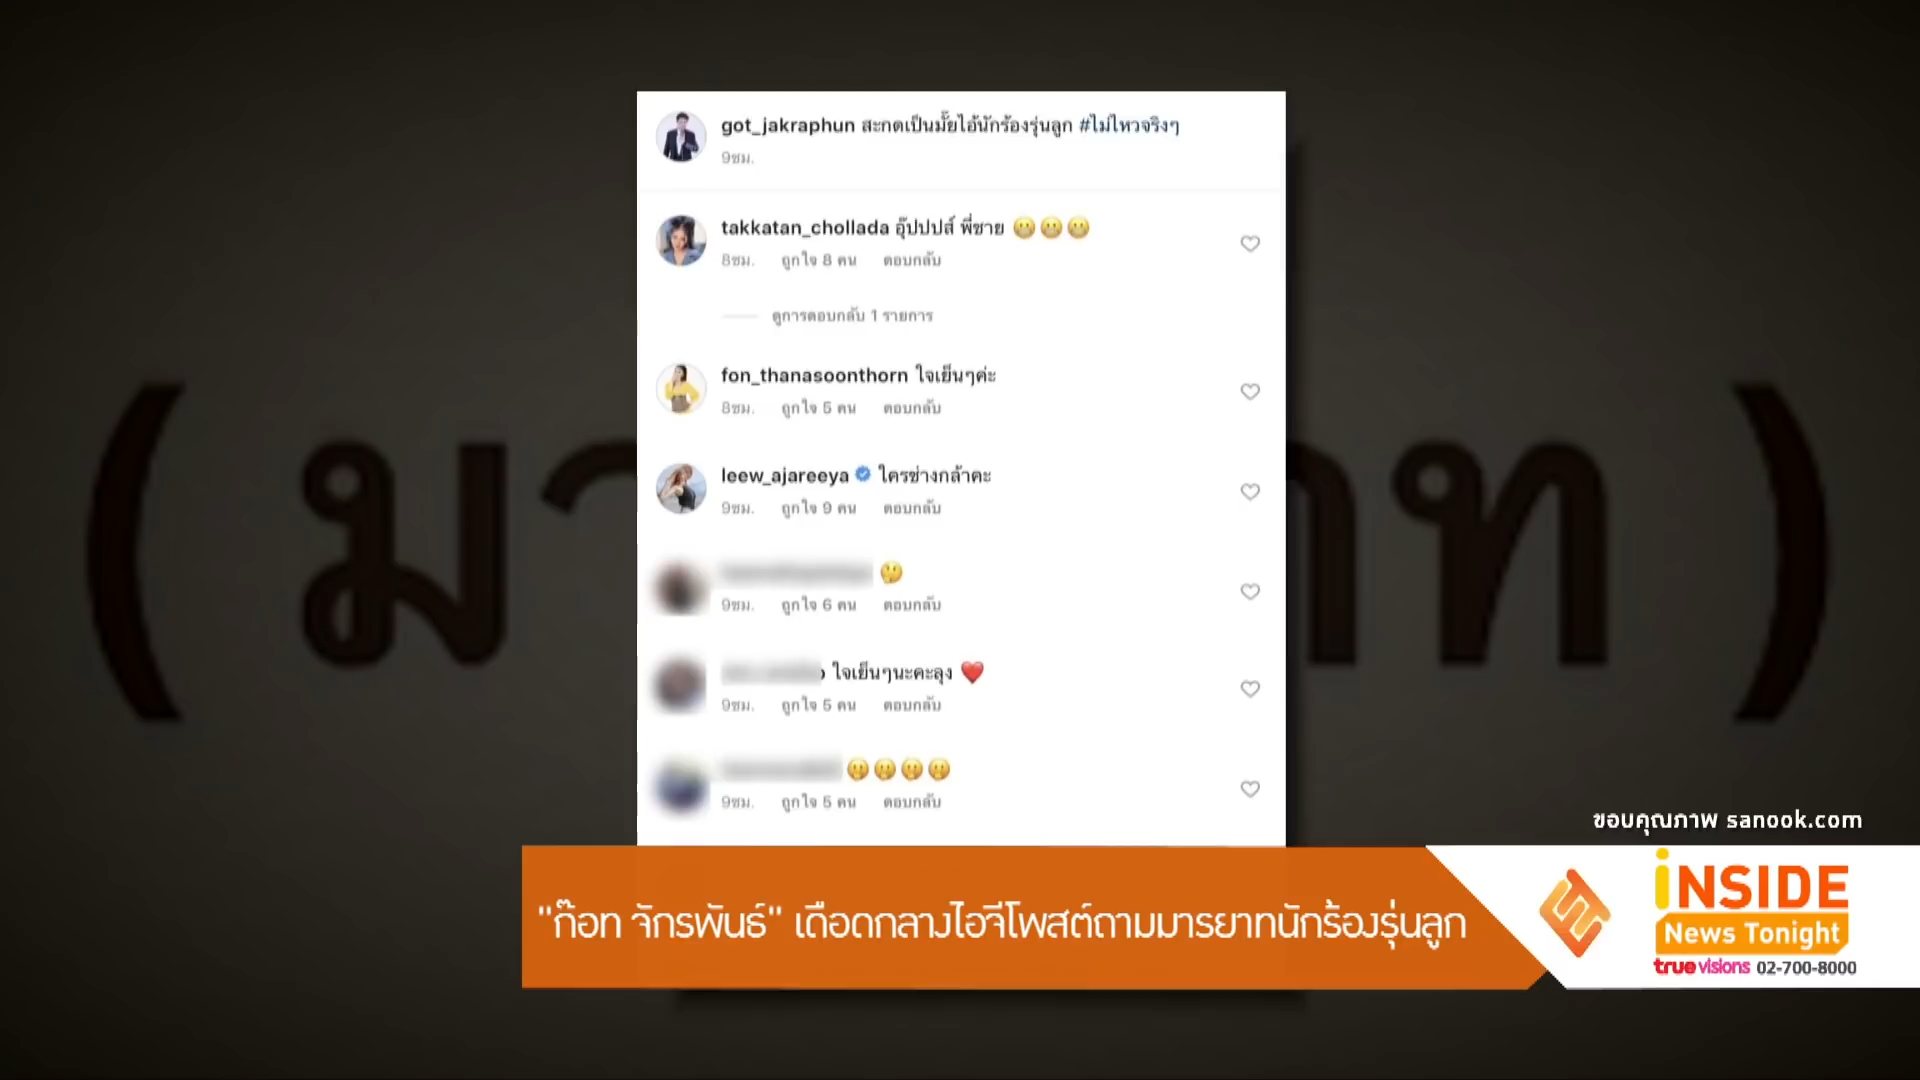 got_jakraphun สะกดเป็นมั๊ยไอ้นักร้องรุ่นลูก #ไม่ไหวจริงๆ
9ชม.
takkatan_chollada อุ๊ปปปส์ พี่ชาย 😬😬😬
8ชม. ถูกใจ 8 คน ตอบกลับ
ดูการตอบกลับ 1 รายการ
fon_thanasoonthorn ใจเย็นๆค่ะ
8ชม. ถูกใจ 5 คน ตอบกลับ
leew_ajareeya ใครช่างกล้าคะ
9ชม. ถูกใจ 9 คน ตอบกลับ
🤔
9ชม. ถูกใจ 6 คน ตอบกลับ
ใจเย็นๆนะคะลุง ❤️
9ชม. ถูกใจ 5 คน ตอบกลับ
🤭🤭🤭🤭
9ชม. ถูกใจ 5 คน ตอบกลับ
ขอบคุณภาพ sanook.com
"ก๊อท จักรพันธ์" เดือดกลางไอจีโพสต์ถามมารยาทนักร้องรุ่นลูก
iNSIDE
News Tonight
truevisions 02-700-8000